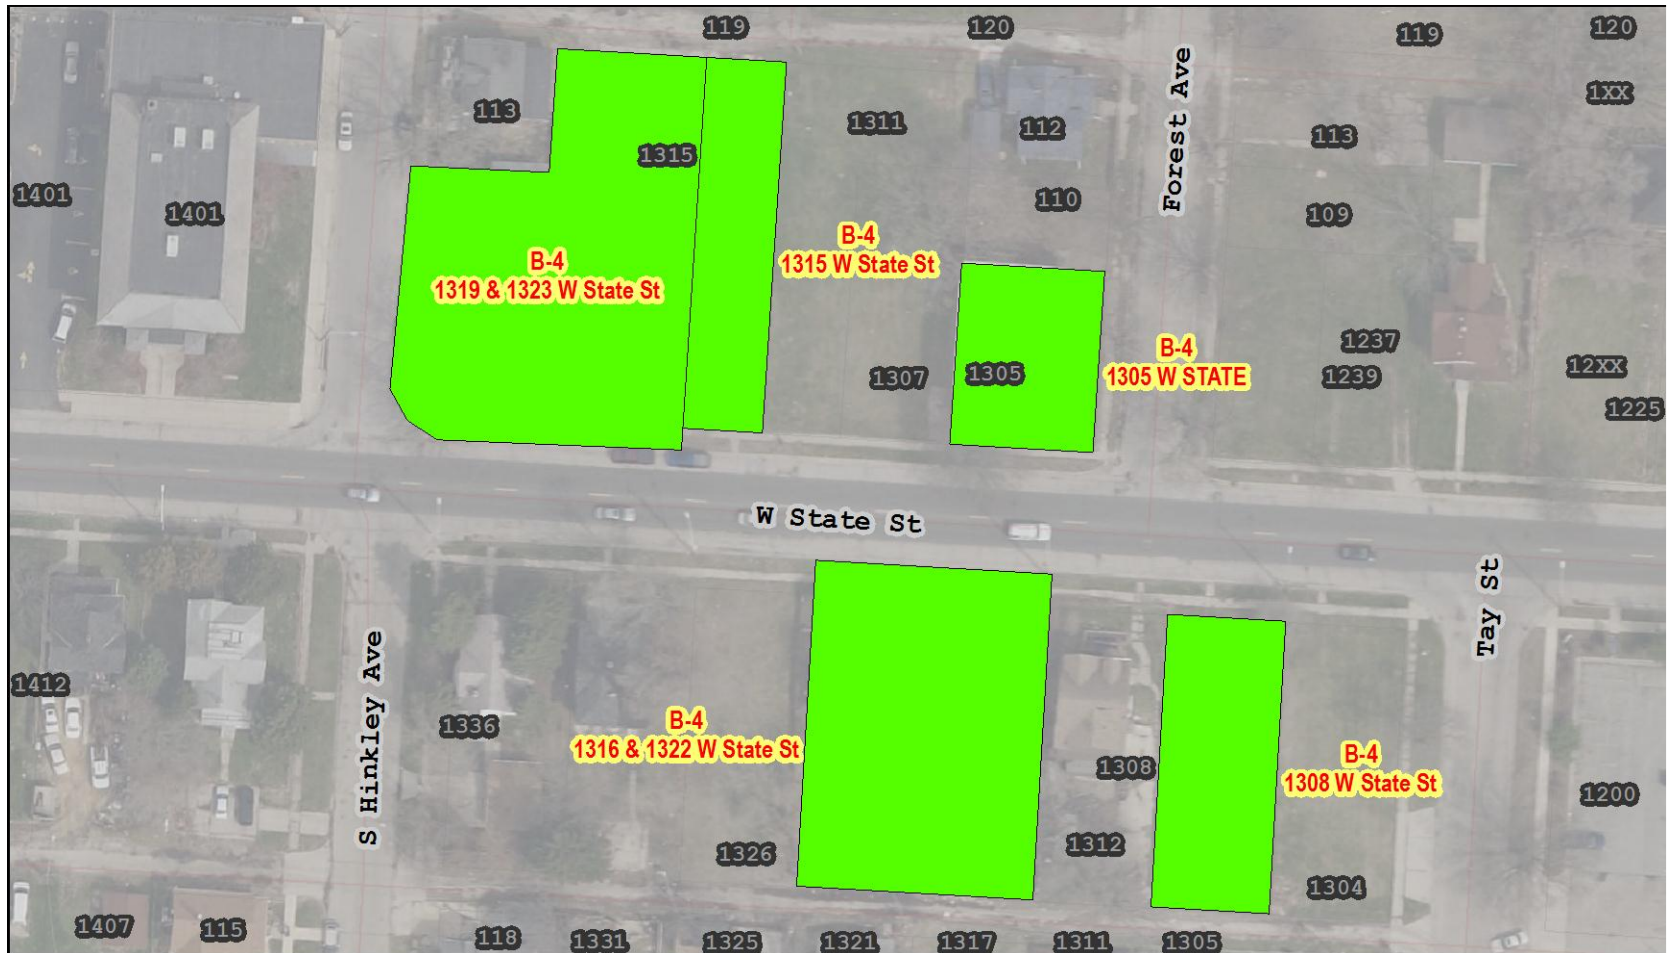 119
120
119
120
1XX
113
1311
112
Forest Ave
113
1315
1401
1401
110
109
B-4
1319 & 1323 W State St
B-4
1315 W State St
B-4
1305 W STATE
1307
1305
1237
1239
12XX
1225
W State St
S Hinkley Ave
Tay St
1412
1336
B-4
1316 & 1322 W State St
1308
B-4
1308 W State St
1200
1326
1312
1304
1407
115
118
1331
1325
1321
1317
1311
1305